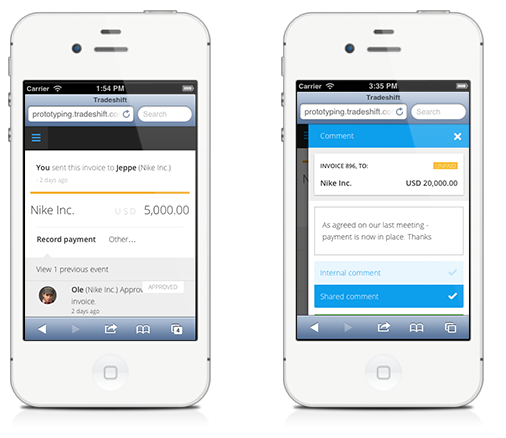 Carrier 1:54 PM
Tradeshift
prototyping.tradeshift.co Search
You sent this invoice to Jeppe (Nike Inc.)
- 2 days ago
Nike Inc. USD 5,000.00
Record payment Other...
View 1 previous event
Ole (Nike Inc.) Approv
APPROVED
invoice.
2 days ago
4
Carrier 3:35 PM
Tradeshift
prototyping.tradeshift.co Search
Comment
INVOICE 896, TO: UNPAID
Nike Inc. USD 20,000.00
As agreed on our last meeting -
payment is now in place. Thanks
Internal comment
Shared comment